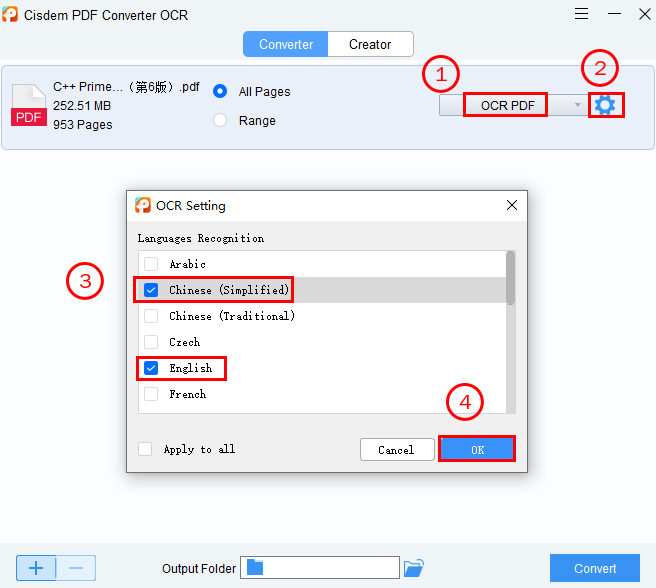 Cisdem PDF Converter OCR
Converter
Creator
C++ Prime...（第6版）.pdf
252.51 MB
953 Pages
PDF
All Pages
Range
1
OCR PDF
2
OCR Setting
Languages Recognition
Arabic
3
Chinese (Simplified)
Chinese (Traditional)
Czech
English
French
4
Apply to all
Cancel
OK
Output Folder
Convert